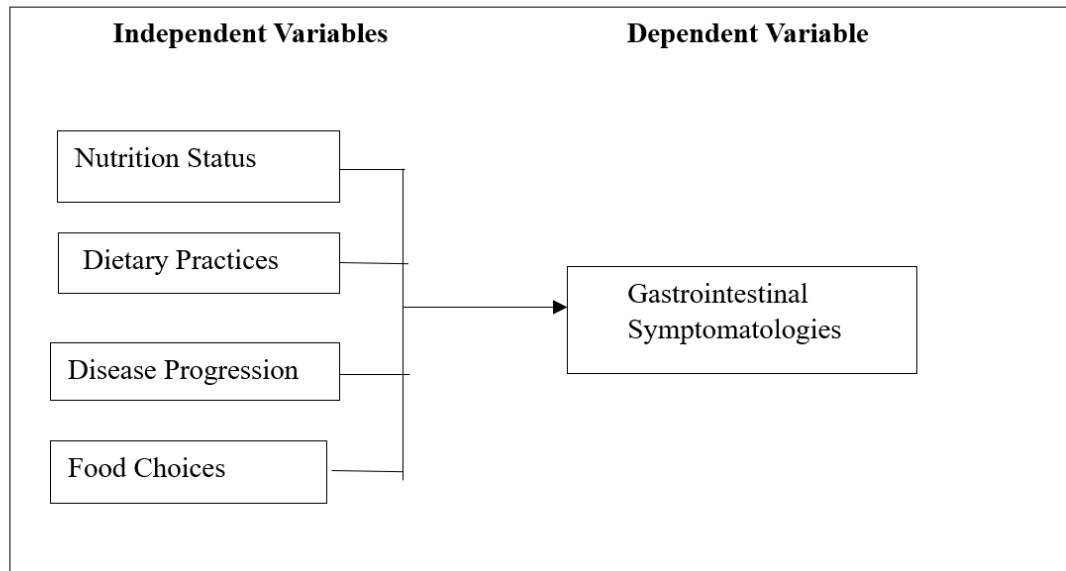 Independent Variables
Dependent Variable
Nutrition Status
Dietary Practices
Disease Progression
Food Choices
Gastrointestinal
Symptomatologies